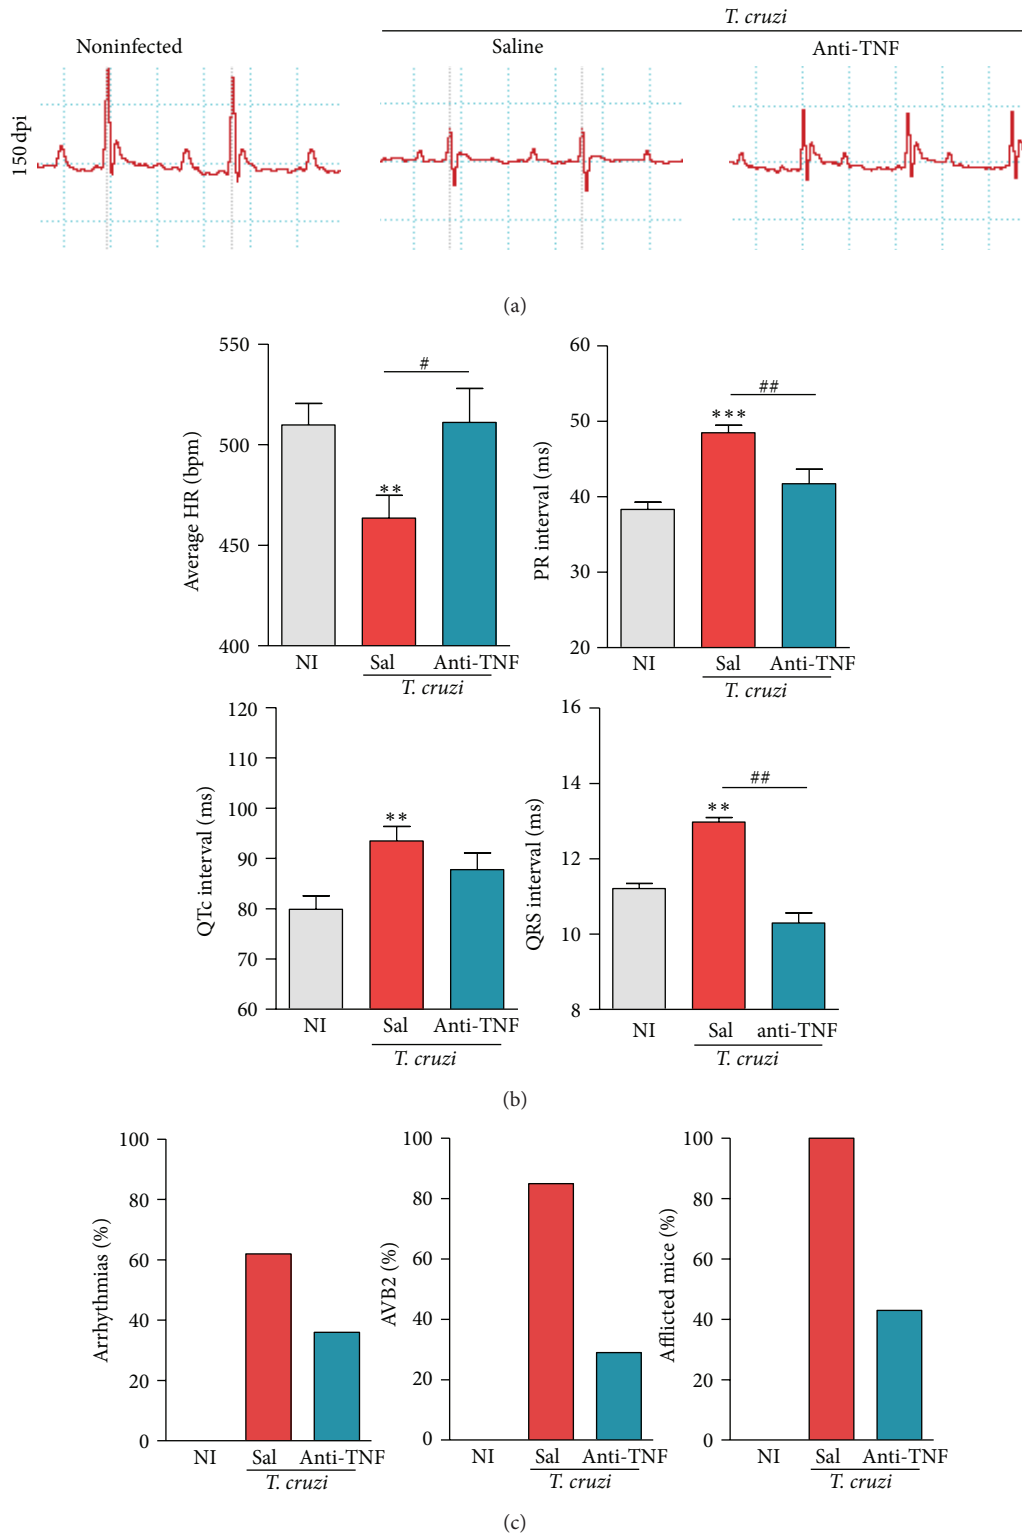 T. cruzi
Noninfected Saline Anti-TNF
150 dpi
(a)
550
500
450
400
Average HR (bpm)
#
**
NI Sal Anti-TNF
T. cruzi
60
50
40
30
20
PR interval (ms)
##
***
NI Sal Anti-TNF
T. cruzi
120
110
100
90
80
70
60
QTc interval (ms)
**
NI Sal Anti-TNF
T. cruzi
16
14
12
10
8
QRS interval (ms)
##
**
NI Sal anti-TNF
T. cruzi
(b)
100
80
60
40
20
0
Arrhythmias (%)
NI Sal Anti-TNF
T. cruzi
100
80
60
40
20
0
AVB2 (%)
NI Sal Anti-TNF
T. cruzi
100
80
60
40
20
0
Afflicted mice (%)
NI Sal Anti-TNF
T. cruzi
(c)